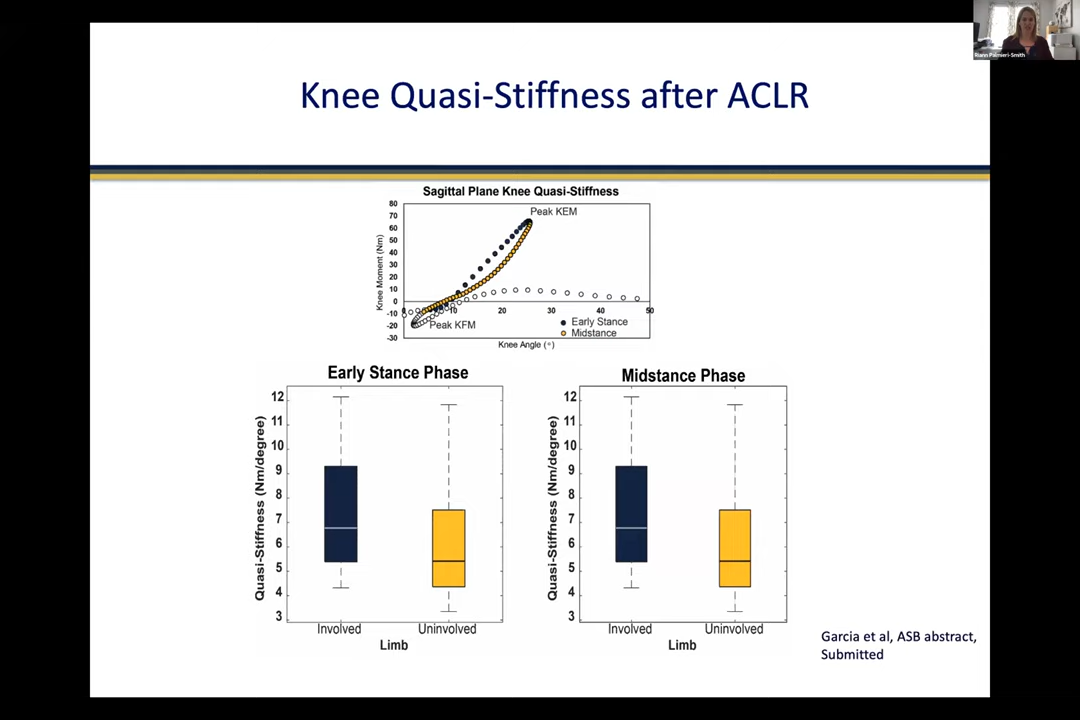 Riann Palmieri-Smith
Knee Quasi-Stiffness after ACLR
Sagittal Plane Knee Quasi-Stiffness
Knee Moment (Nm)
80
70
60
50
40
30
20
10
0
-10
-20
-30
Peak KEM
Peak KFM
10
20
30
40
50
Early Stance
Midstance
Knee Angle (°)
Early Stance Phase
Quasi-Stiffness (Nm/degree)
12
11
10
9
8
7
6
5
4
3
Involved
Uninvolved
Limb
Midstance Phase
Quasi-Stiffness (Nm/degree)
12
11
10
9
8
7
6
5
4
3
Involved
Uninvolved
Limb
Garcia et al, ASB abstract,
Submitted